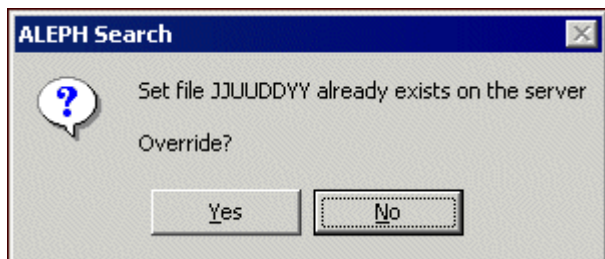 ALEPH Search
Set file JJUUDDYY already exists on the server
Override?
Yes
No